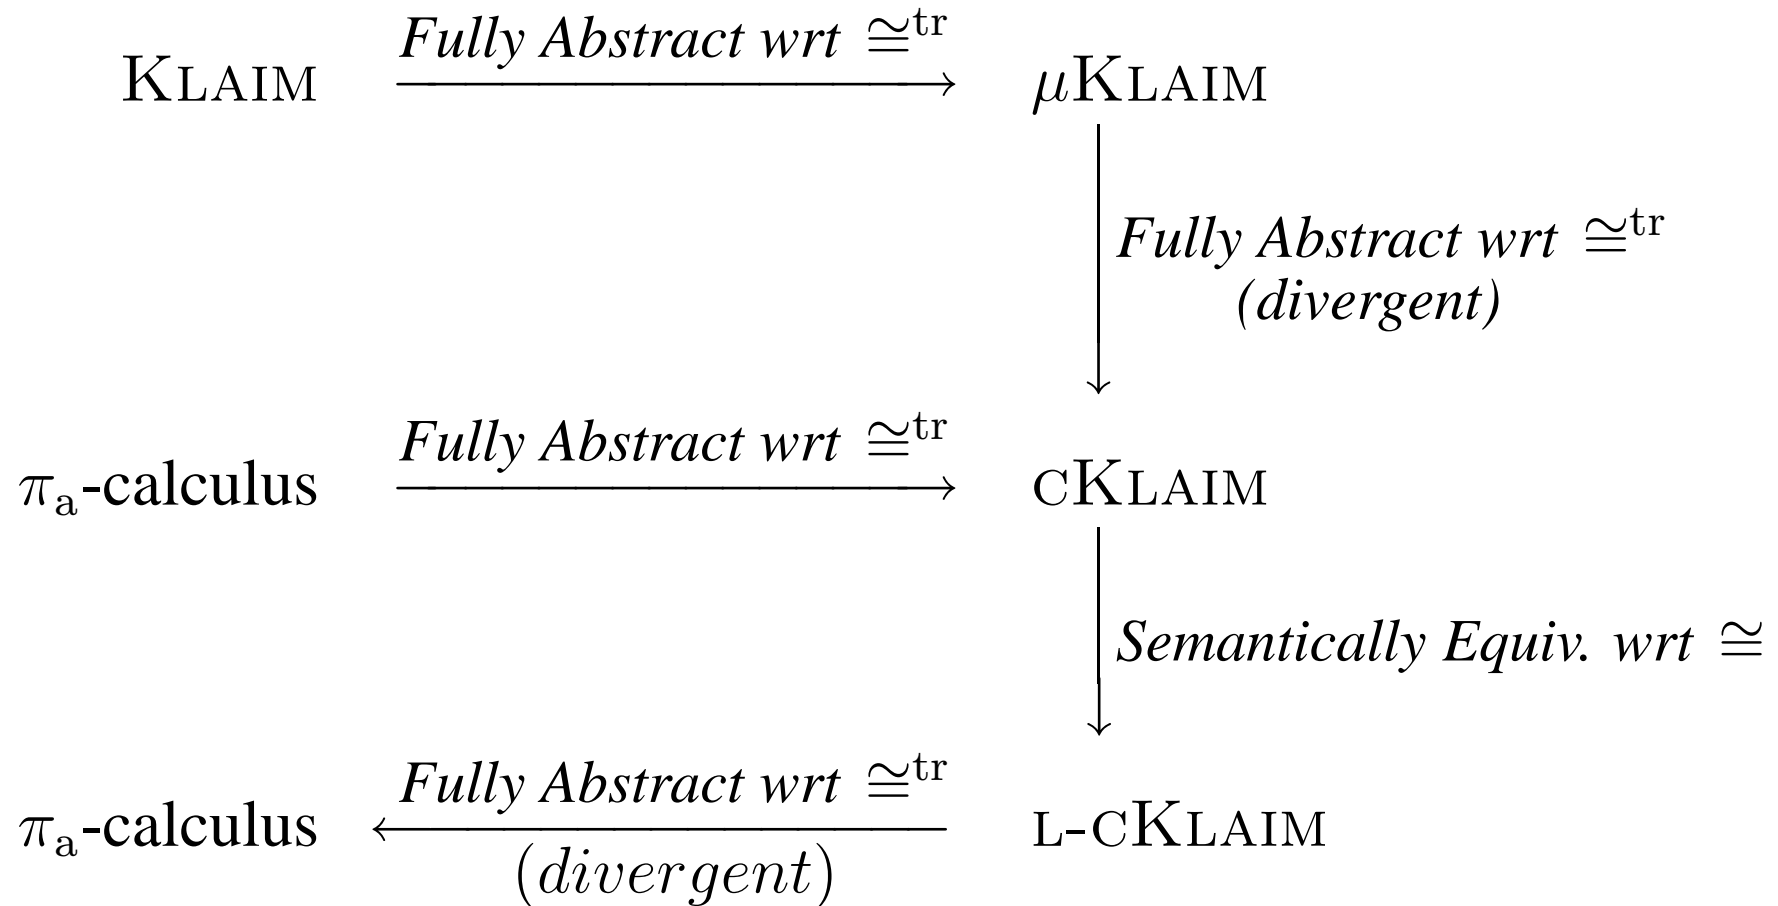 Fully Abstract wrt ≅^tr
KLAIM μKLAIM
Fully Abstract wrt ≅^tr
(divergent)
Fully Abstract wrt ≅^tr
π_a-calculus CKLAIM
Semantically Equiv. wrt ≅
Fully Abstract wrt ≅^tr
π_a-calculus L-CKLAIM
(divergent)